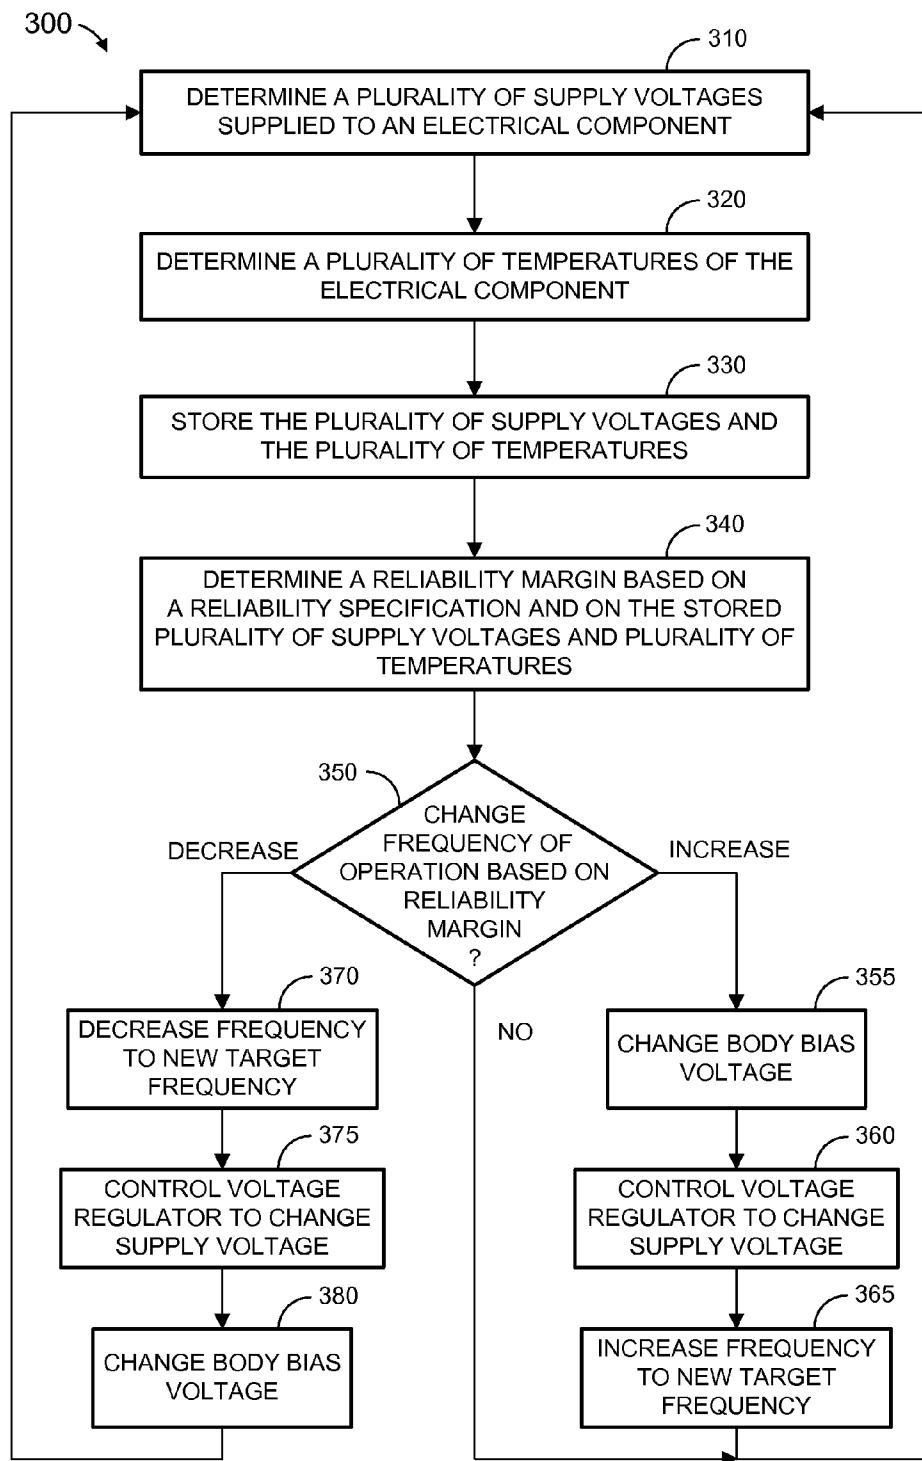 300
310
DETERMINE A PLURALITY OF SUPPLY VOLTAGES
SUPPLIED TO AN ELECTRICAL COMPONENT
320
DETERMINE A PLURALITY OF TEMPERATURES OF THE
ELECTRICAL COMPONENT
330
STORE THE PLURALITY OF SUPPLY VOLTAGES AND
THE PLURALITY OF TEMPERATURES
340
DETERMINE A RELIABILITY MARGIN BASED ON
A RELIABILITY SPECIFICATION AND ON THE STORED
PLURALITY OF SUPPLY VOLTAGES AND PLURALITY OF
TEMPERATURES
350
CHANGE
FREQUENCY OF
OPERATION BASED ON
RELIABILITY
MARGIN
?
DECREASE
INCREASE
NO
370
DECREASE FREQUENCY
TO NEW TARGET
FREQUENCY
375
CONTROL VOLTAGE
REGULATOR TO CHANGE
SUPPLY VOLTAGE
380
CHANGE BODY BIAS
VOLTAGE
355
CHANGE BODY BIAS
VOLTAGE
360
CONTROL VOLTAGE
REGULATOR TO CHANGE
SUPPLY VOLTAGE
365
INCREASE FREQUENCY
TO NEW TARGET
FREQUENCY